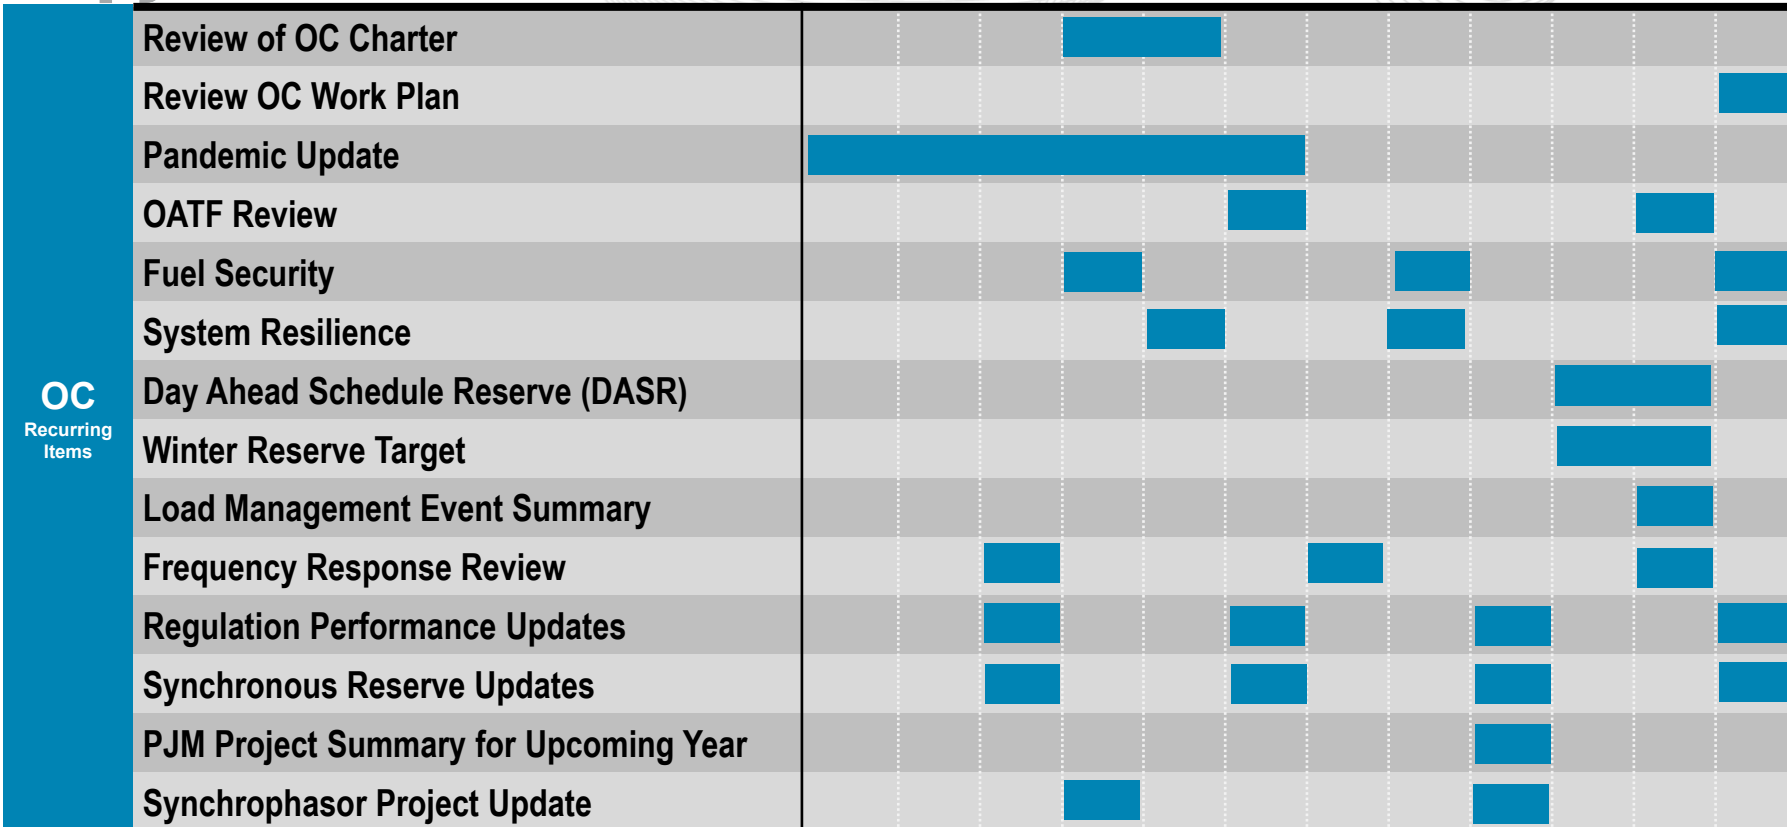 Review of OC Charter
Review OC Work Plan
Pandemic Update
OATF Review
Fuel Security
System Resilience
Day Ahead Schedule Reserve (DASR)
Winter Reserve Target
Load Management Event Summary
Frequency Response Review
Regulation Performance Updates
Synchronous Reserve Updates
PJM Project Summary for Upcoming Year
Synchrophasor Project Update
OC
Recurring
Items